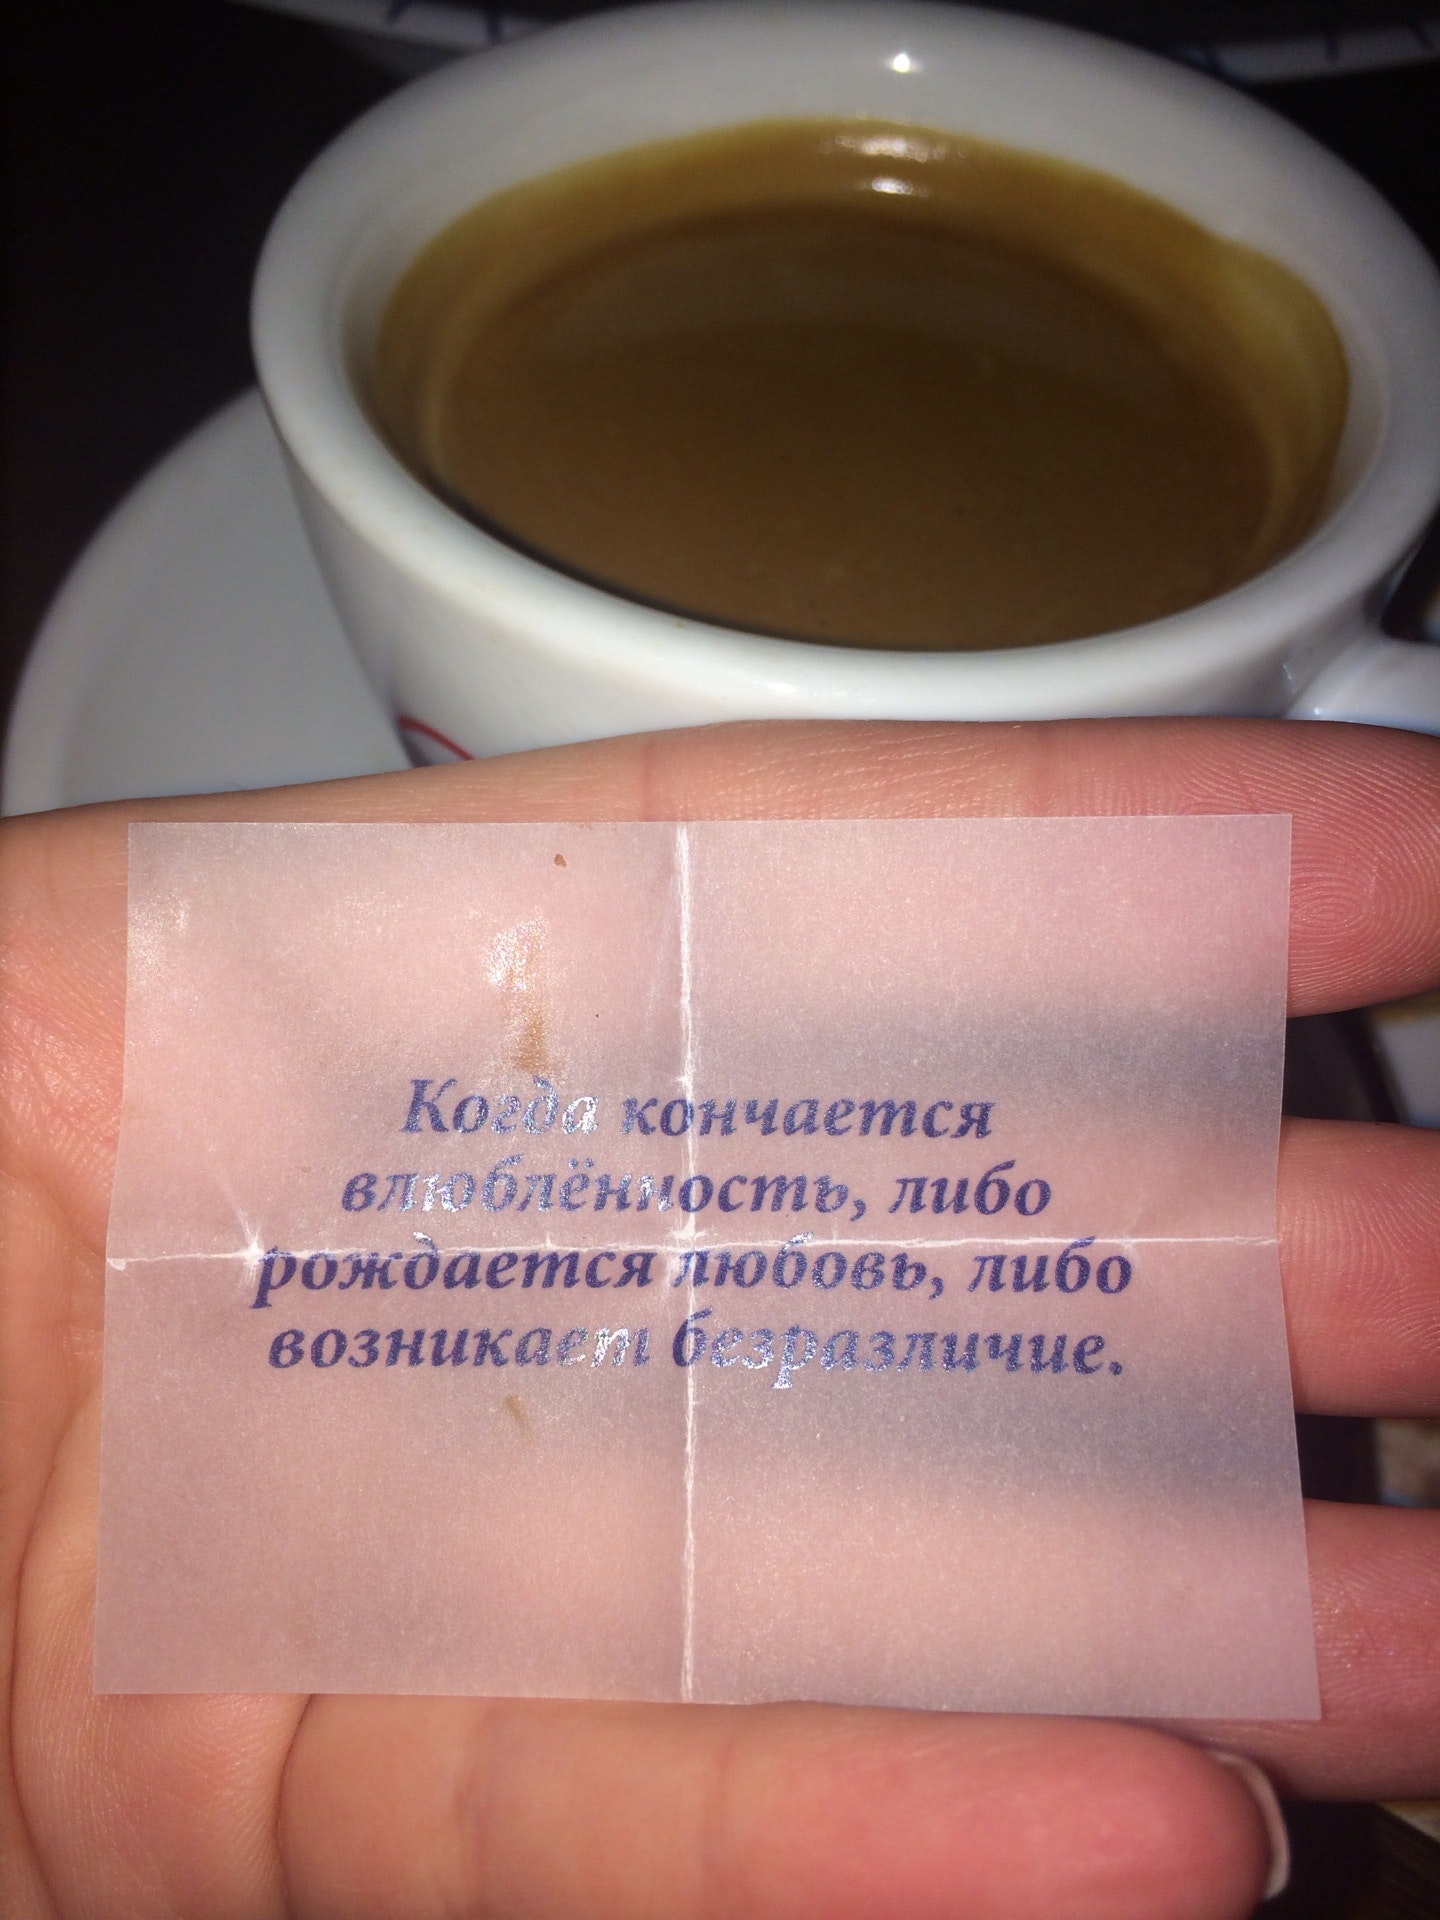 Когда кончается
влюблённость, либо
рождается любовь, либо
возникает безразличие.